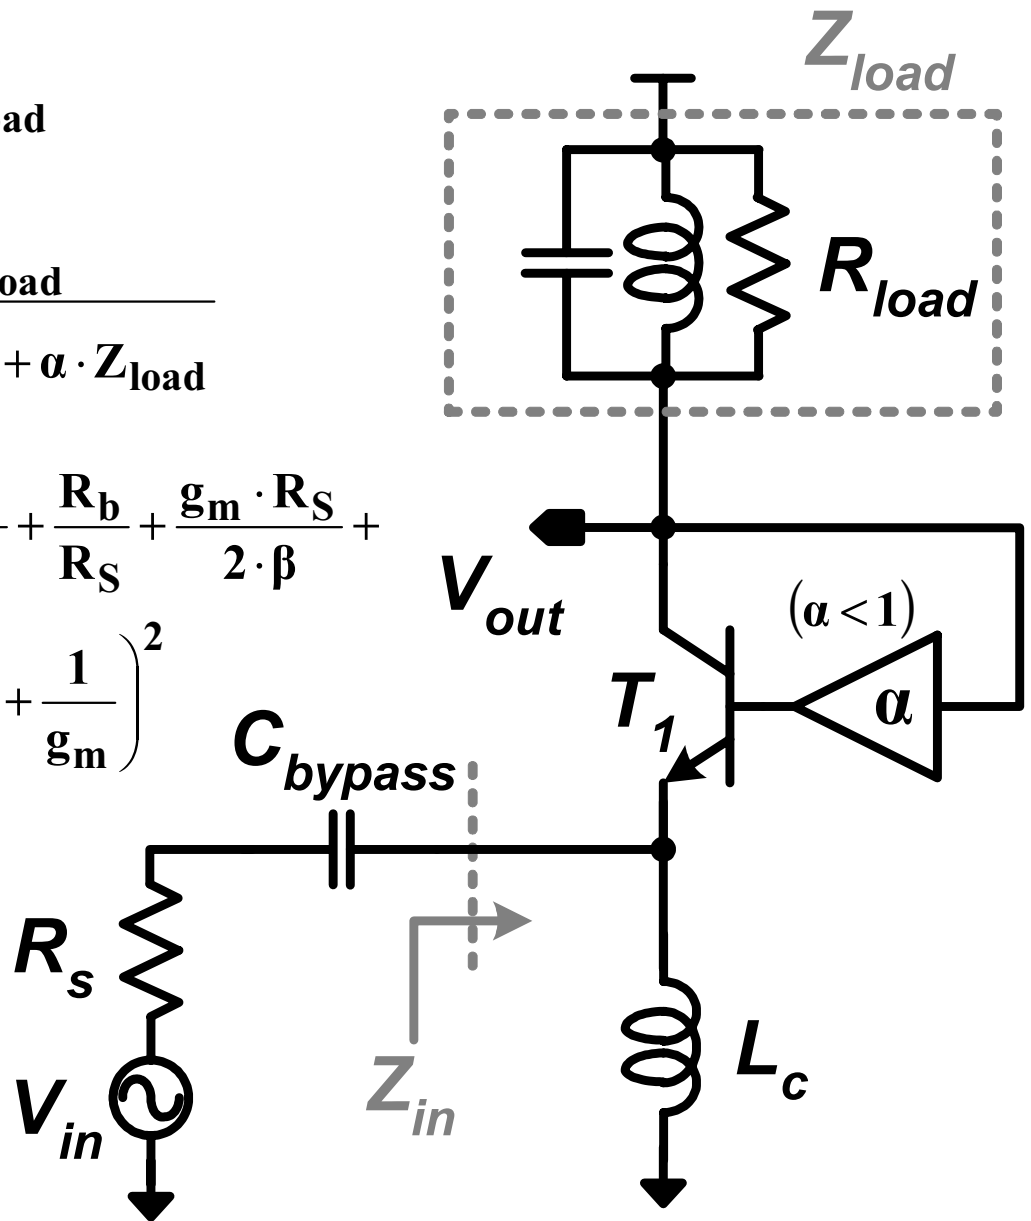 Z_load
ad
oad
+ α · Z_load
R_load
+ R_b / R_S + g_m · R_S / 2 · β +
V_out
(α < 1)
+ 1 / g_m )^2
T_1
α
C_bypass
R_s
Z_in
L_c
V_in